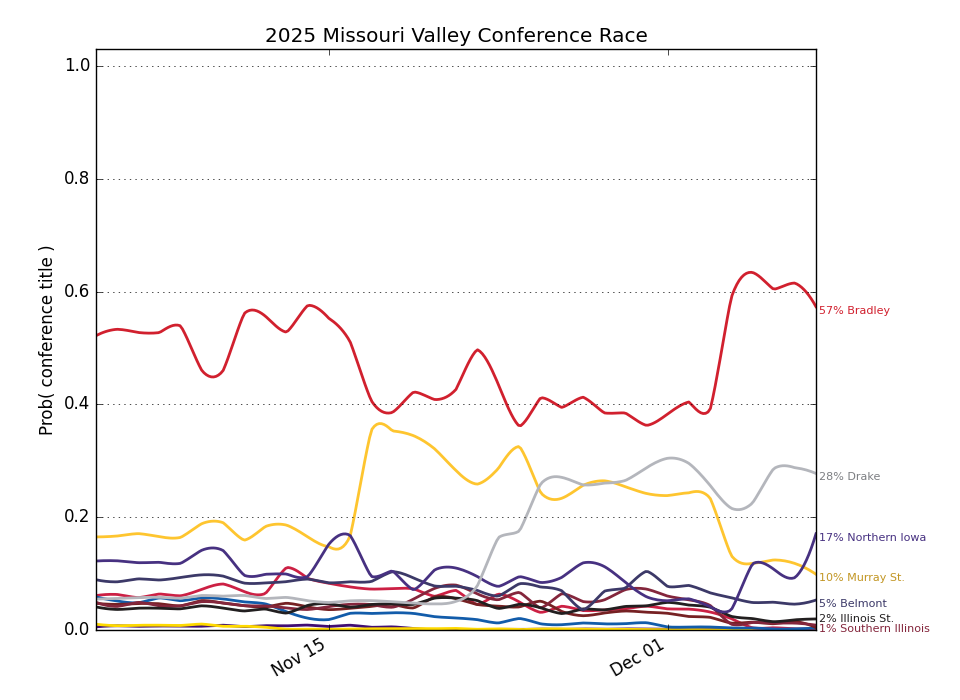 2025 Missouri Valley Conference Race
1.0
0.8
0.6
0.4
0.2
0.0
Prob( conference title )
Nov 15
Dec 01
57% Bradley
28% Drake
17% Northern Iowa
10% Murray St.
5% Belmont
2% Illinois St.
1% Southern Illinois